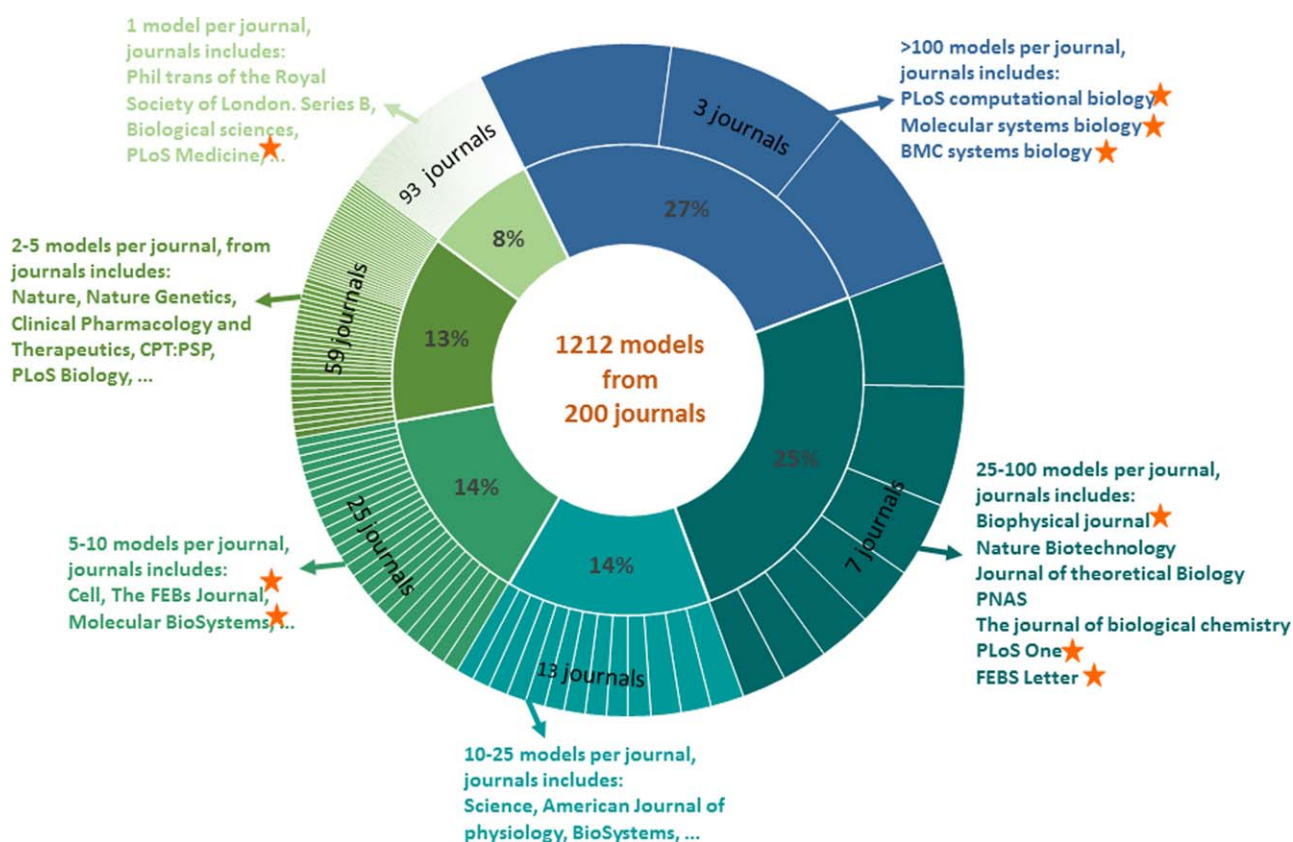 1 model per journal,
journals includes:
Phil trans of the Royal
Society of London. Series B,
Biological sciences,
PLoS Medicine, ...
93 journals
8%
>100 models per journal,
journals includes:
PLoS computational biology
Molecular systems biology
BMC systems biology
3 journals
27%
2-5 models per journal, from
journals includes:
Nature, Nature Genetics,
Clinical Pharmacology and
Therapeutics, CPT:PSP,
PLoS Biology, ...
59 journals
13%
1212 models
from
200 journals
25%
7 journals
25-100 models per journal,
journals includes:
Biophysical journal
Nature Biotechnology
Journal of theoretical Biology
PNAS
The journal of biological chemistry
PLoS One
FEBS Letter
14%
25 journals
5-10 models per journal,
journals includes:
Cell, The FEBs Journal,
Molecular BioSystems, ...
14%
13 journals
10-25 models per journal,
journals includes:
Science, American Journal of
physiology, BioSystems, ...